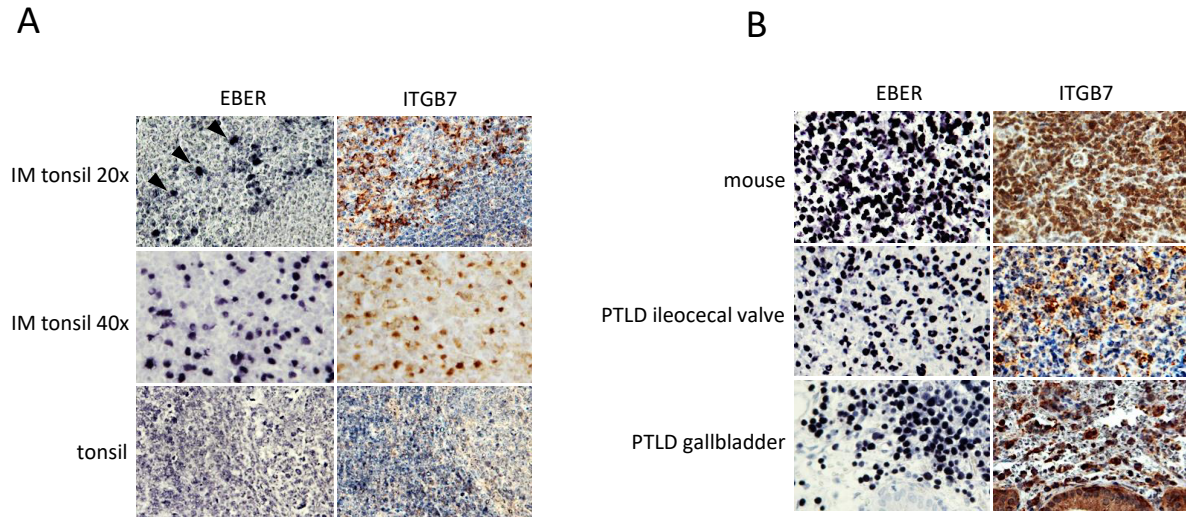 A
EBER ITGB7
IM tonsil 20x
IM tonsil 40x
tonsil
B
EBER ITGB7
mouse
PTLD ileocecal valve
PTLD gallbladder